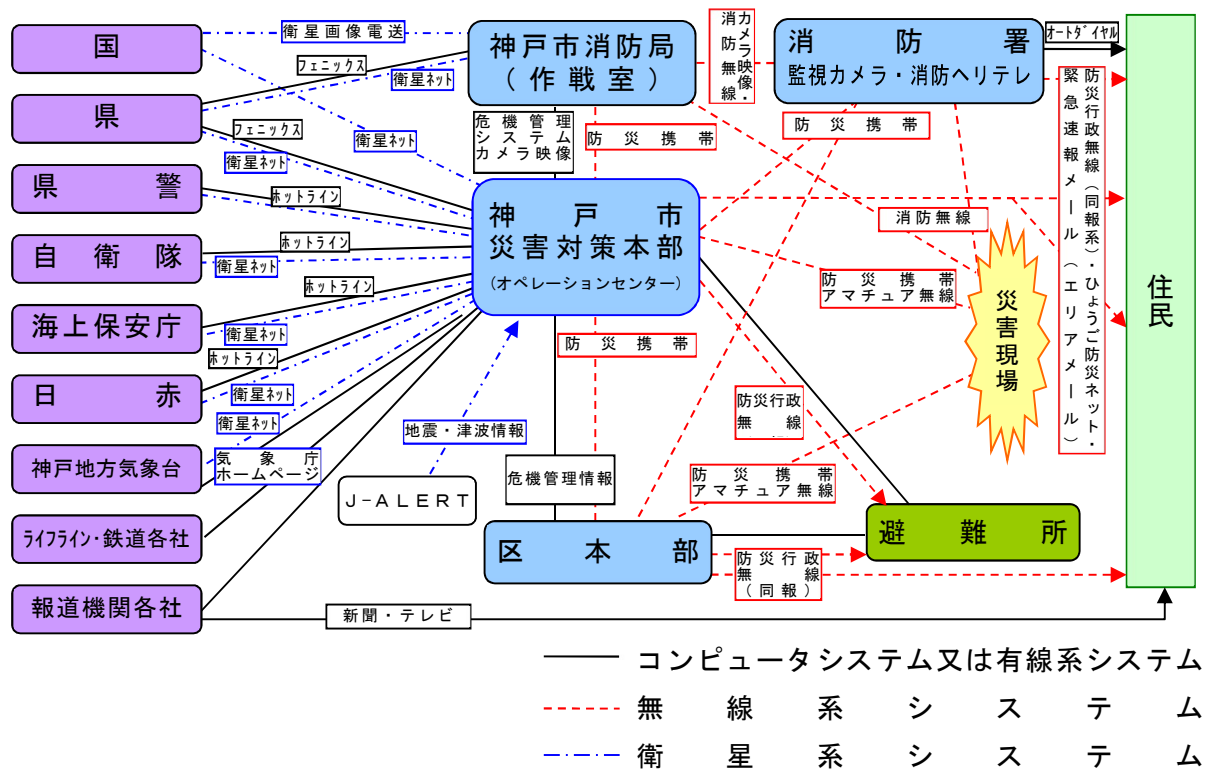 国
県
県警
自衛隊
海上保安庁
日赤
神戸地方気象台
ライフライン・鉄道各社
報道機関各社
衛星画像電送
フェニックス
衛星ネット
衛星ネット
フェニックス
衛星ネット
ホットライン
ホットライン
衛星ネット
ホットライン
衛星ネット
ホットライン
衛星ネット
衛星ネット
気象庁
ホームページ
地震・津波情報
J-ALERT
新聞・テレビ
神戸市消防局
(作戦室)
危機管理
システム
カメラ映像
防災携帯
神戸市
災害対策本部
(オペレーションセンター)
防災携帯
危機管理情報
区本部
カメラ映像・
消防無線
消防署
監視カメラ・消防ヘリテレ
防災携帯
消防無線
防災携帯
アマチュア無線
防災行政
無線
防災携帯
アマチュア無線
防災行政
無線
(同報)
災害現場
避難所
オートダイヤル
防災行政無線(同報系)・ひょうご防災ネット・
緊急速報メール(エリアメール)
住民
コンピュータシステム又は有線系システム
無線系システム
衛星系システム